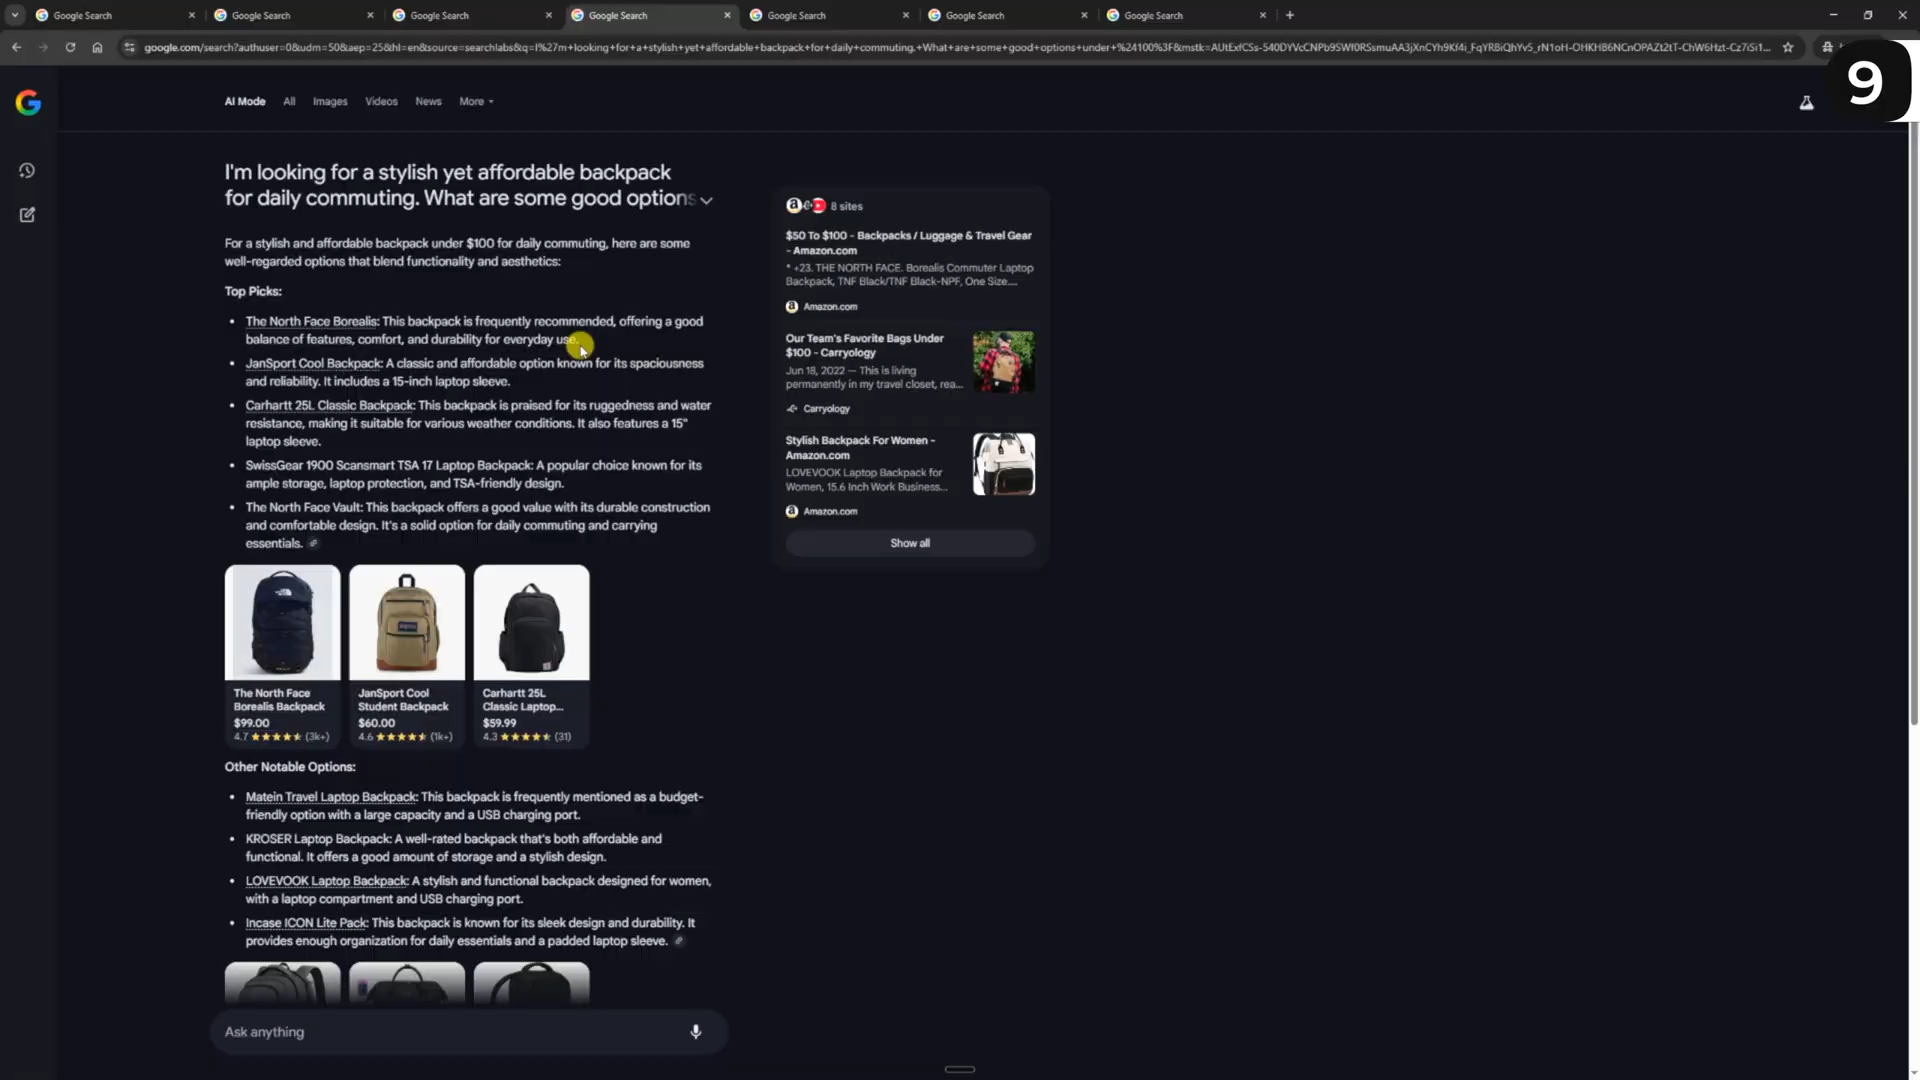 Google Search
Google Search
Google Search
Google Search
Google Search
Google Search
Google Search
9
AI Mode
All
Images
Videos
News
More
I'm looking for a stylish yet affordable backpack
for daily commuting. What are some good options
For a stylish and affordable backpack under $100 for daily commuting, here are some
well-regarded options that blend functionality and aesthetics:
Top Picks:
• The North Face Borealis: This backpack is frequently recommended, offering a good
balance of features, comfort, and durability for everyday use.
• JanSport Cool Backpack: A classic and affordable option known for its spaciousness
and reliability. It includes a 15-inch laptop sleeve.
• Carhartt 25L Classic Backpack: This backpack is praised for its ruggedness and water
resistance, making it suitable for various weather conditions. It also features a 15"
laptop sleeve.
• SwissGear 1900 Scansmart TSA 17 Laptop Backpack: A popular choice known for its
ample storage, laptop protection, and TSA-friendly design.
• The North Face Vault: This backpack offers a good value with its durable construction
and comfortable design. It's a solid option for daily commuting and carrying
essentials.
The North Face
Borealis Backpack
$99.00
4.7 ★★★★★ (3k+)
JanSport Cool
Student Backpack
$60.00
4.6 ★★★★★ (1k+)
Carhartt 25L
Classic Laptop...
$59.99
4.3 ★★★★★ (31)
Other Notable Options:
• Matein Travel Laptop Backpack: This backpack is frequently mentioned as a budget-
friendly option with a large capacity and a USB charging port.
• KROSER Laptop Backpack: A well-rated backpack that's both affordable and
functional. It offers a good amount of storage and a stylish design.
• LOVEVOOK Laptop Backpack: A stylish and functional backpack designed for women,
with a laptop compartment and USB charging port.
• Incase ICON Lite Pack: This backpack is known for its sleek design and durability. It
provides enough organization for daily essentials and a padded laptop sleeve.
Ask anything
8 sites
$50 To $100 - Backpacks / Luggage & Travel Gear
- Amazon.com
* +23. THE NORTH FACE. Borealis Commuter Laptop
Backpack, TNF Black/TNF Black-NPF, One Size....
Amazon.com
Our Team's Favorite Bags Under
$100 - Carryology
Jun 18, 2022 — This is living
permanently in my travel closet, rea...
Carryology
Stylish Backpack For Women -
Amazon.com
LOVEVOOK Laptop Backpack for
Women, 15.6 Inch Work Business...
Amazon.com
Show all